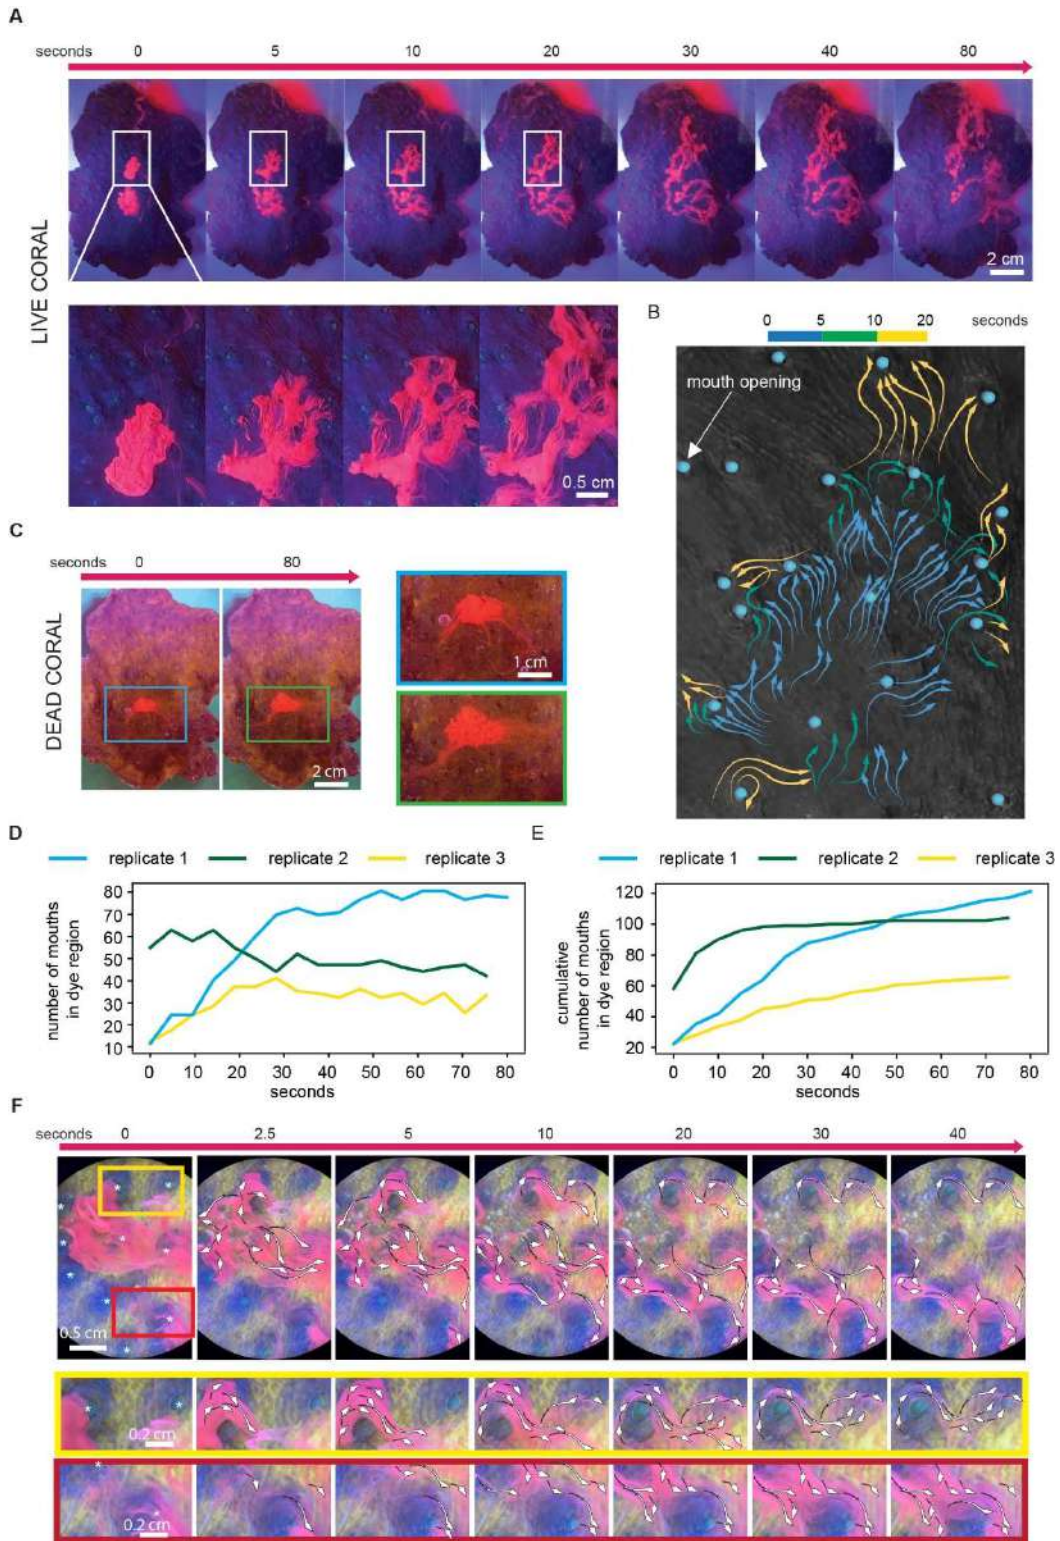 A
seconds 0 5 10 20 30 40 80
LIVE CORAL
2 cm
0.5 cm
B
0 5 10 20 seconds
mouth opening
C
seconds 0 80
DEAD CORAL
2 cm
1 cm
D
replicate 1 replicate 2 replicate 3
number of mouths
in dye region
80
70
60
50
40
30
20
10
0 10 20 30 40 50 60 70 80
seconds
E
replicate 1 replicate 2 replicate 3
cumulative
number of mouths
in dye region
120
100
80
60
40
20
0 10 20 30 40 50 60 70 80
seconds
F
seconds 0 2.5 5 10 20 30 40
0.5 cm
0.2 cm
0.2 cm